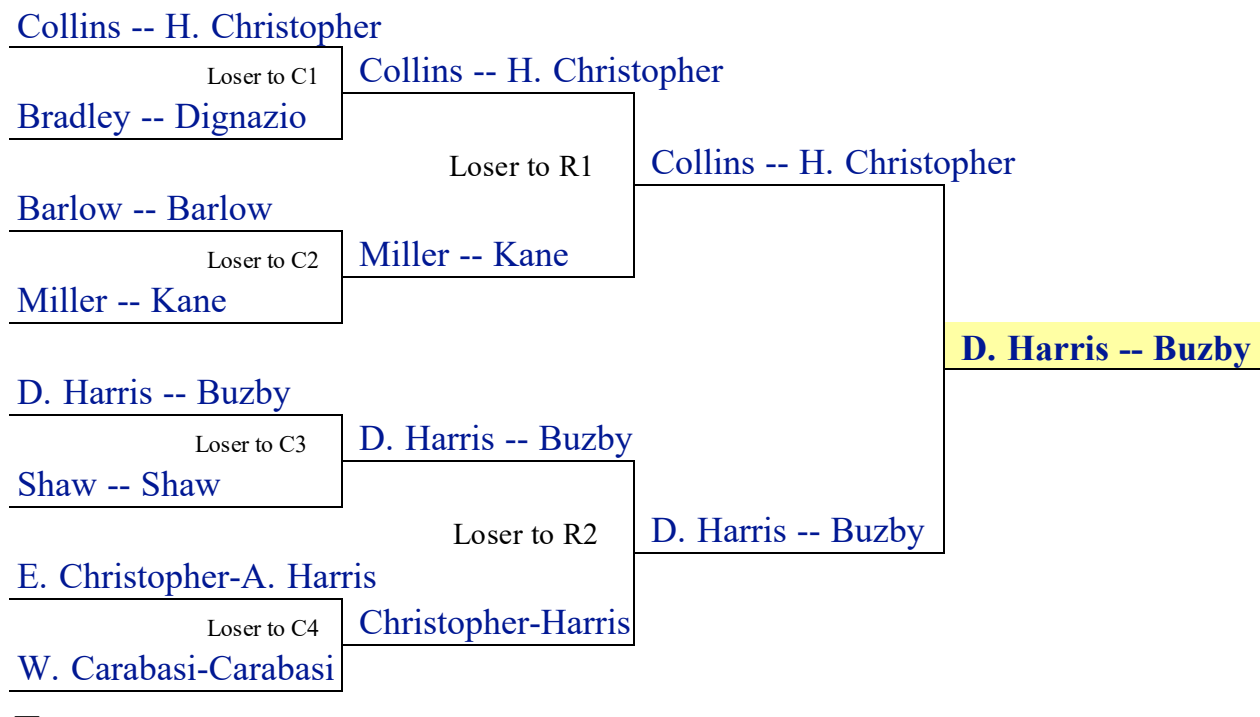 Collins -- H. Christopher
Loser to C1
Collins -- H. Christopher
Bradley -- Dignazio
Loser to R1
Collins -- H. Christopher
Barlow -- Barlow
Loser to C2
Miller -- Kane
Miller -- Kane
D. Harris -- Buzby
D. Harris -- Buzby
Loser to C3
D. Harris -- Buzby
Shaw -- Shaw
Loser to R2
D. Harris -- Buzby
E. Christopher-A. Harris
Loser to C4
Christopher-Harris
W. Carabasi-Carabasi